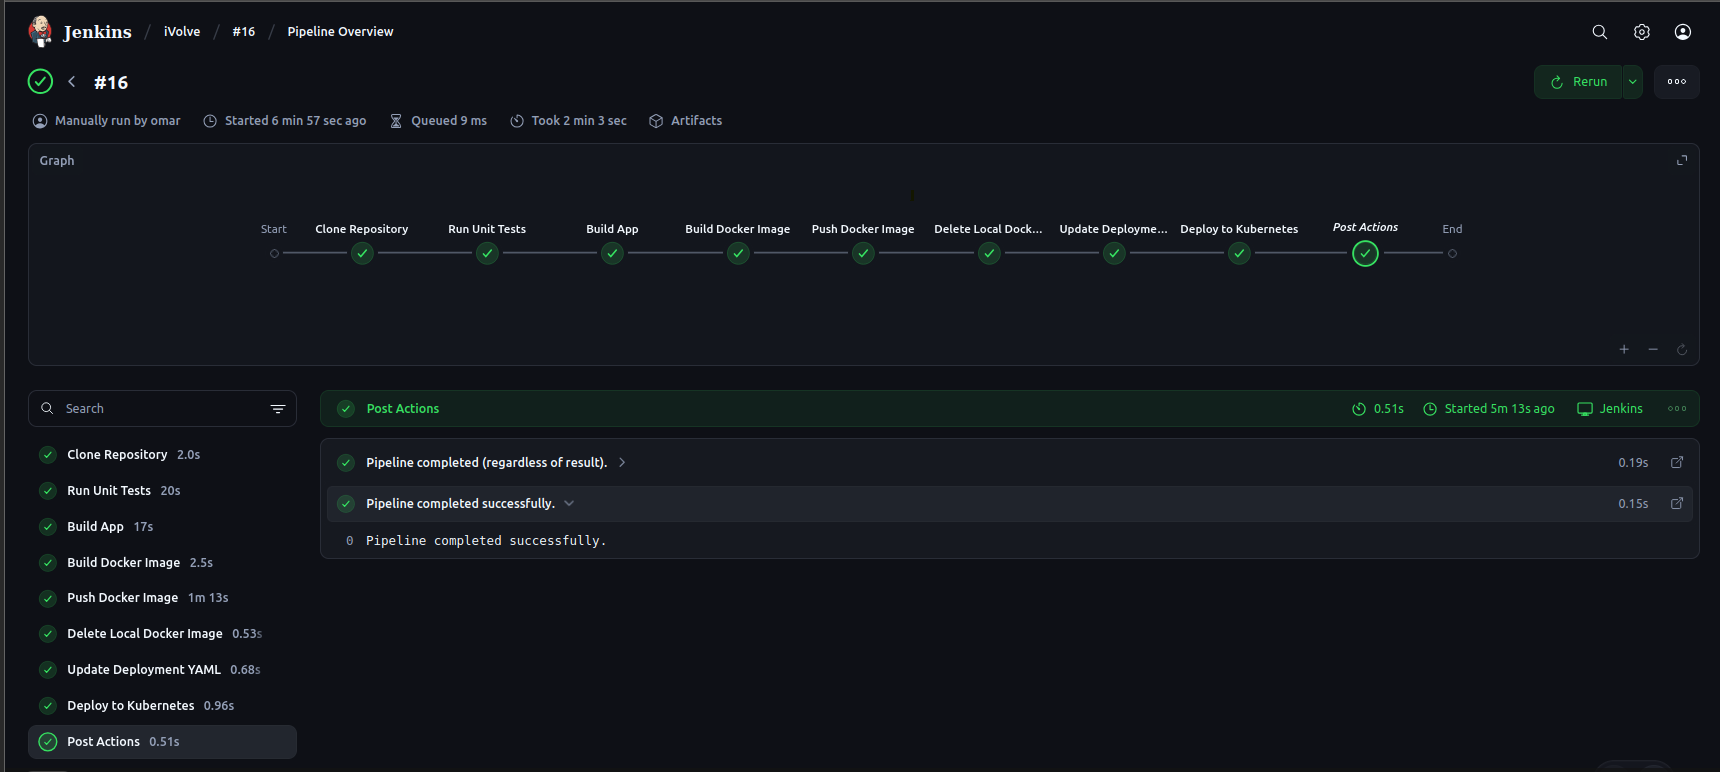 Jenkins / iVolve / #16 / Pipeline Overview
#16
Rerun
Manually run by omar Started 6 min 57 sec ago Queued 9 ms Took 2 min 3 sec Artifacts
Graph
Start Clone Repository Run Unit Tests Build App Build Docker Image Push Docker Image Delete Local Dock... Update Deployme... Deploy to Kubernetes Post Actions End
Search
Clone Repository 2.0s
Run Unit Tests 20s
Build App 17s
Build Docker Image 2.5s
Push Docker Image 1m 13s
Delete Local Docker Image 0.53s
Update Deployment YAML 0.68s
Deploy to Kubernetes 0.96s
Post Actions 0.51s
Post Actions 0.51s Started 5m 13s ago Jenkins
Pipeline completed (regardless of result). 0.19s
Pipeline completed successfully. 0.15s
0 Pipeline completed successfully.